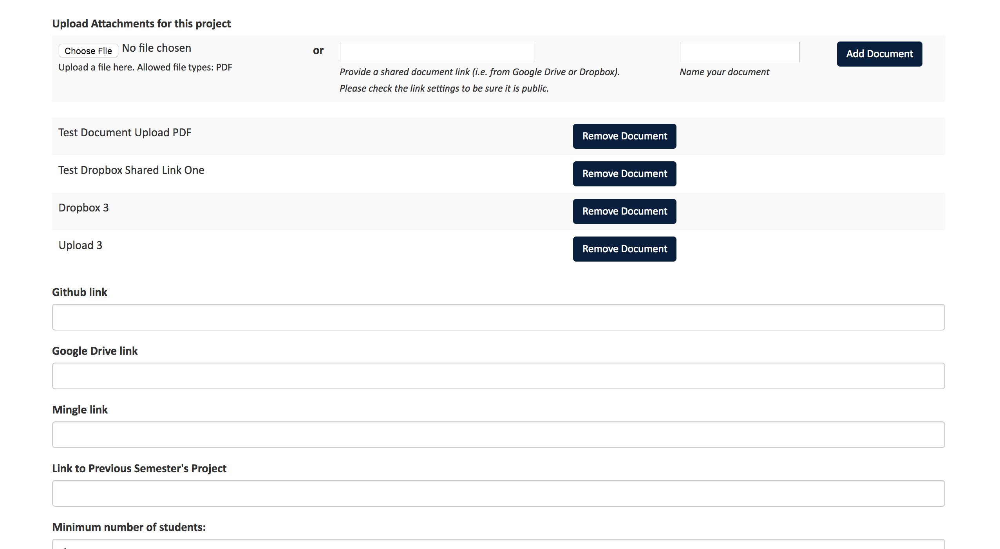 Upload Attachments for this project
Choose File No file chosen or Add Document
Upload a file here. Allowed file types: PDF
Provide a shared document link (i.e. from Google Drive or Dropbox). Name your document
Please check the link settings to be sure it is public.
Test Document Upload PDF Remove Document
Test Dropbox Shared Link One Remove Document
Dropbox 3 Remove Document
Upload 3 Remove Document
Github link
Google Drive link
Mingle link
Link to Previous Semester's Project
Minimum number of students: